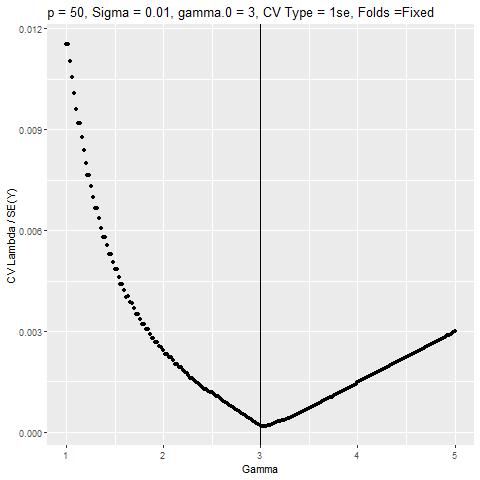 p = 50, Sigma = 0.01, gamma.0 = 3, CV Type = 1se, Folds =Fixed
0.012
0.009
0.006
0.003
0.000
CV Lambda / SE(Y)
1 2 3 4 5
Gamma